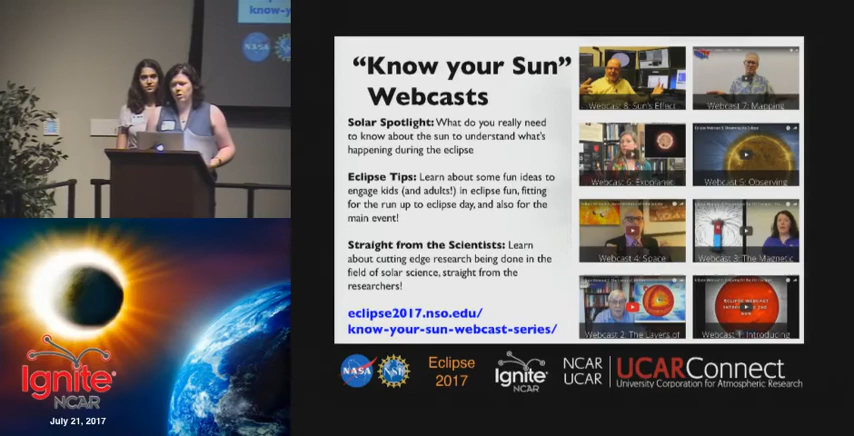 know-y
NASA
"Know your Sun"
Webcasts
Solar Spotlight: What do you really need
to know about the sun to understand what's
happening during the eclipse
Eclipse Tips: Learn about some fun ideas to
engage kids (and adults!) in eclipse fun, fitting
for the run up to eclipse day, and also for the
main event!
Straight from the Scientists: Learn
about cutting edge research being done in the
field of solar science, straight from the
researchers!
eclipse2017.nso.edu/
know-your-sun-webcast-series/
Webcast 8: Sun's Effect
Webcast 7: Mapping
Webcast 6: Exoplanet
Webcast 5: Observing
Webcast 4: Space
Webcast 3: The Magnetic
Webcast 2: The Layers of
Webcast 1: Introducing
Ignite
NCAR
July 21, 2017
NASA
NSF
Eclipse
2017
Ignite
NCAR
NCAR
UCAR
UCARConnect
University Corporation for Atmospheric Research